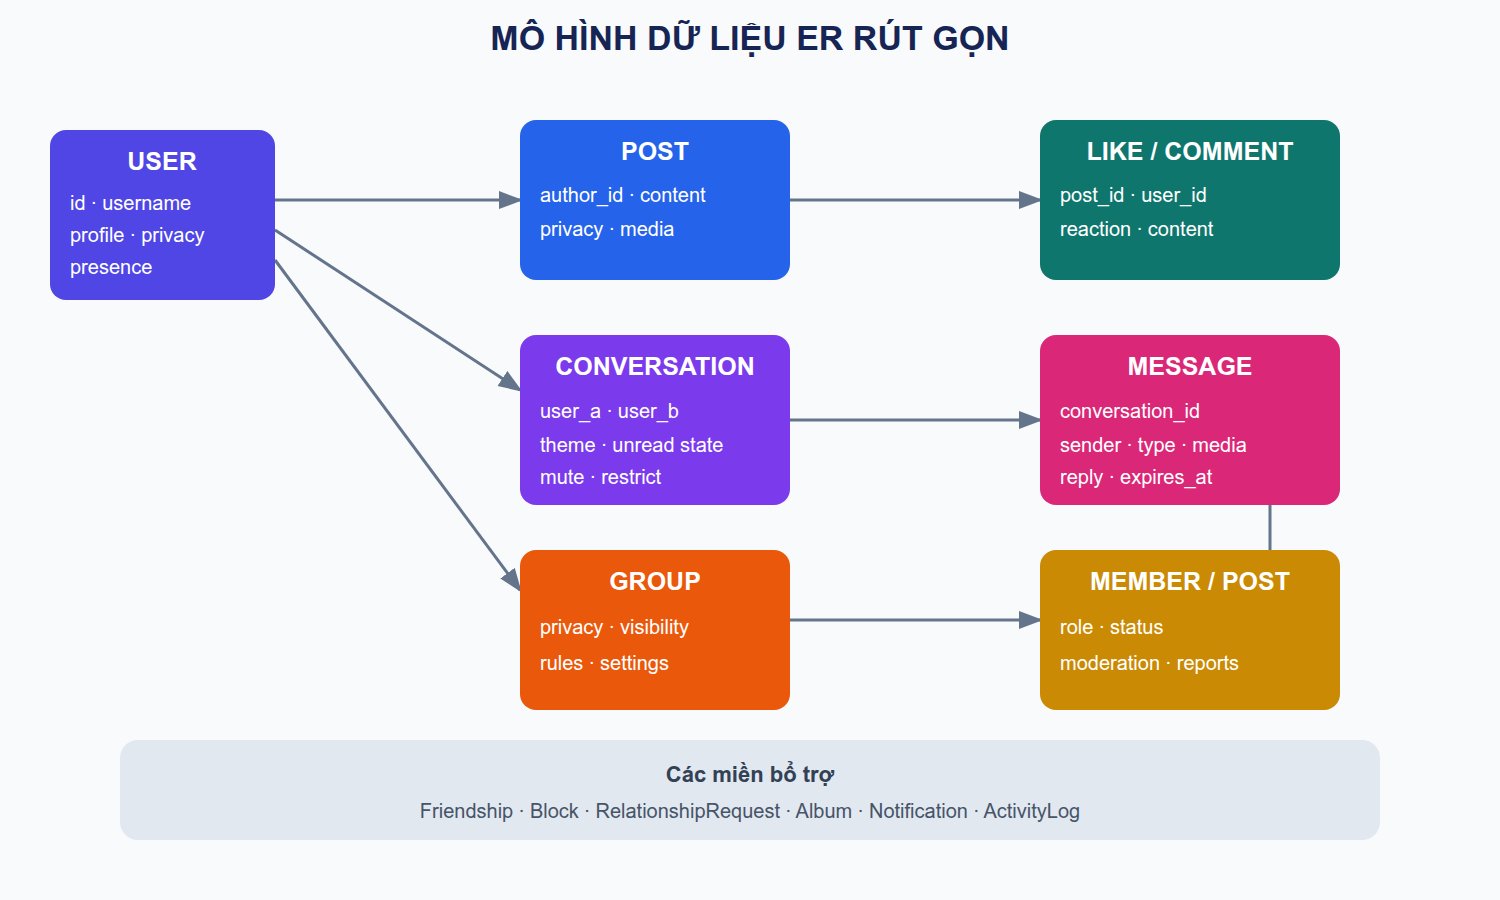 MÔ HÌNH DỮ LIỆU ER RÚT GỌN
USER
id · username
profile · privacy
presence
POST
author_id · content
privacy · media
LIKE / COMMENT
post_id · user_id
reaction · content
CONVERSATION
user_a · user_b
theme · unread state
mute · restrict
MESSAGE
conversation_id
sender · type · media
reply · expires_at
GROUP
privacy · visibility
rules · settings
MEMBER / POST
role · status
moderation · reports
Các miền bổ trợ
Friendship · Block · RelationshipRequest · Album · Notification · ActivityLog